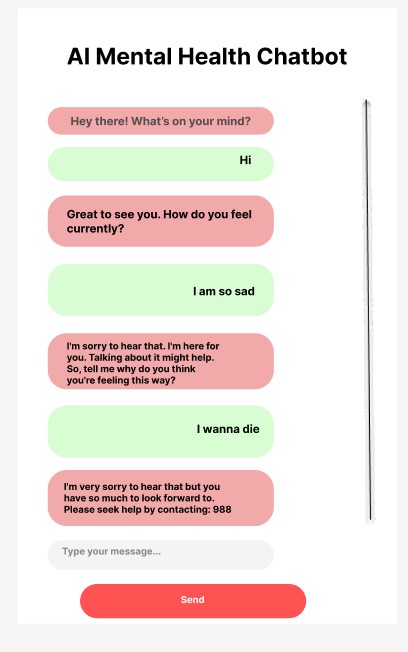 AI Mental Health Chatbot
Hey there! What's on your mind?
Hi
Great to see you. How do you feel
currently?
I am so sad
I'm sorry to hear that. I'm here for
you. Talking about it might help.
So, tell me why do you think
you're feeling this way?
I wanna die
I'm very sorry to hear that but you
have so much to look forward to.
Please seek help by contacting: 988
Type your message...
Send